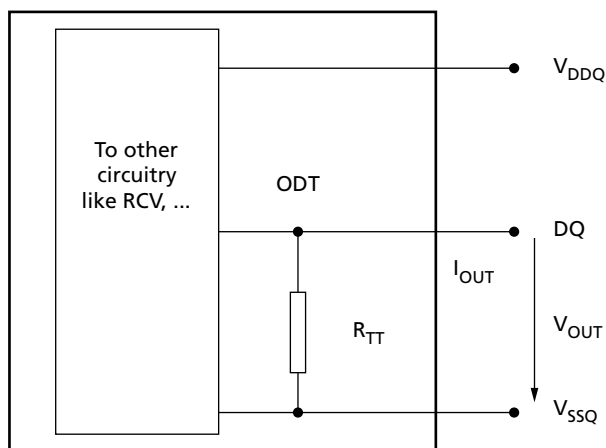 V_DDQ
To other
circuitry
like RCV, ...
ODT
DQ
I_OUT
R_TT
V_OUT
V_SSQ